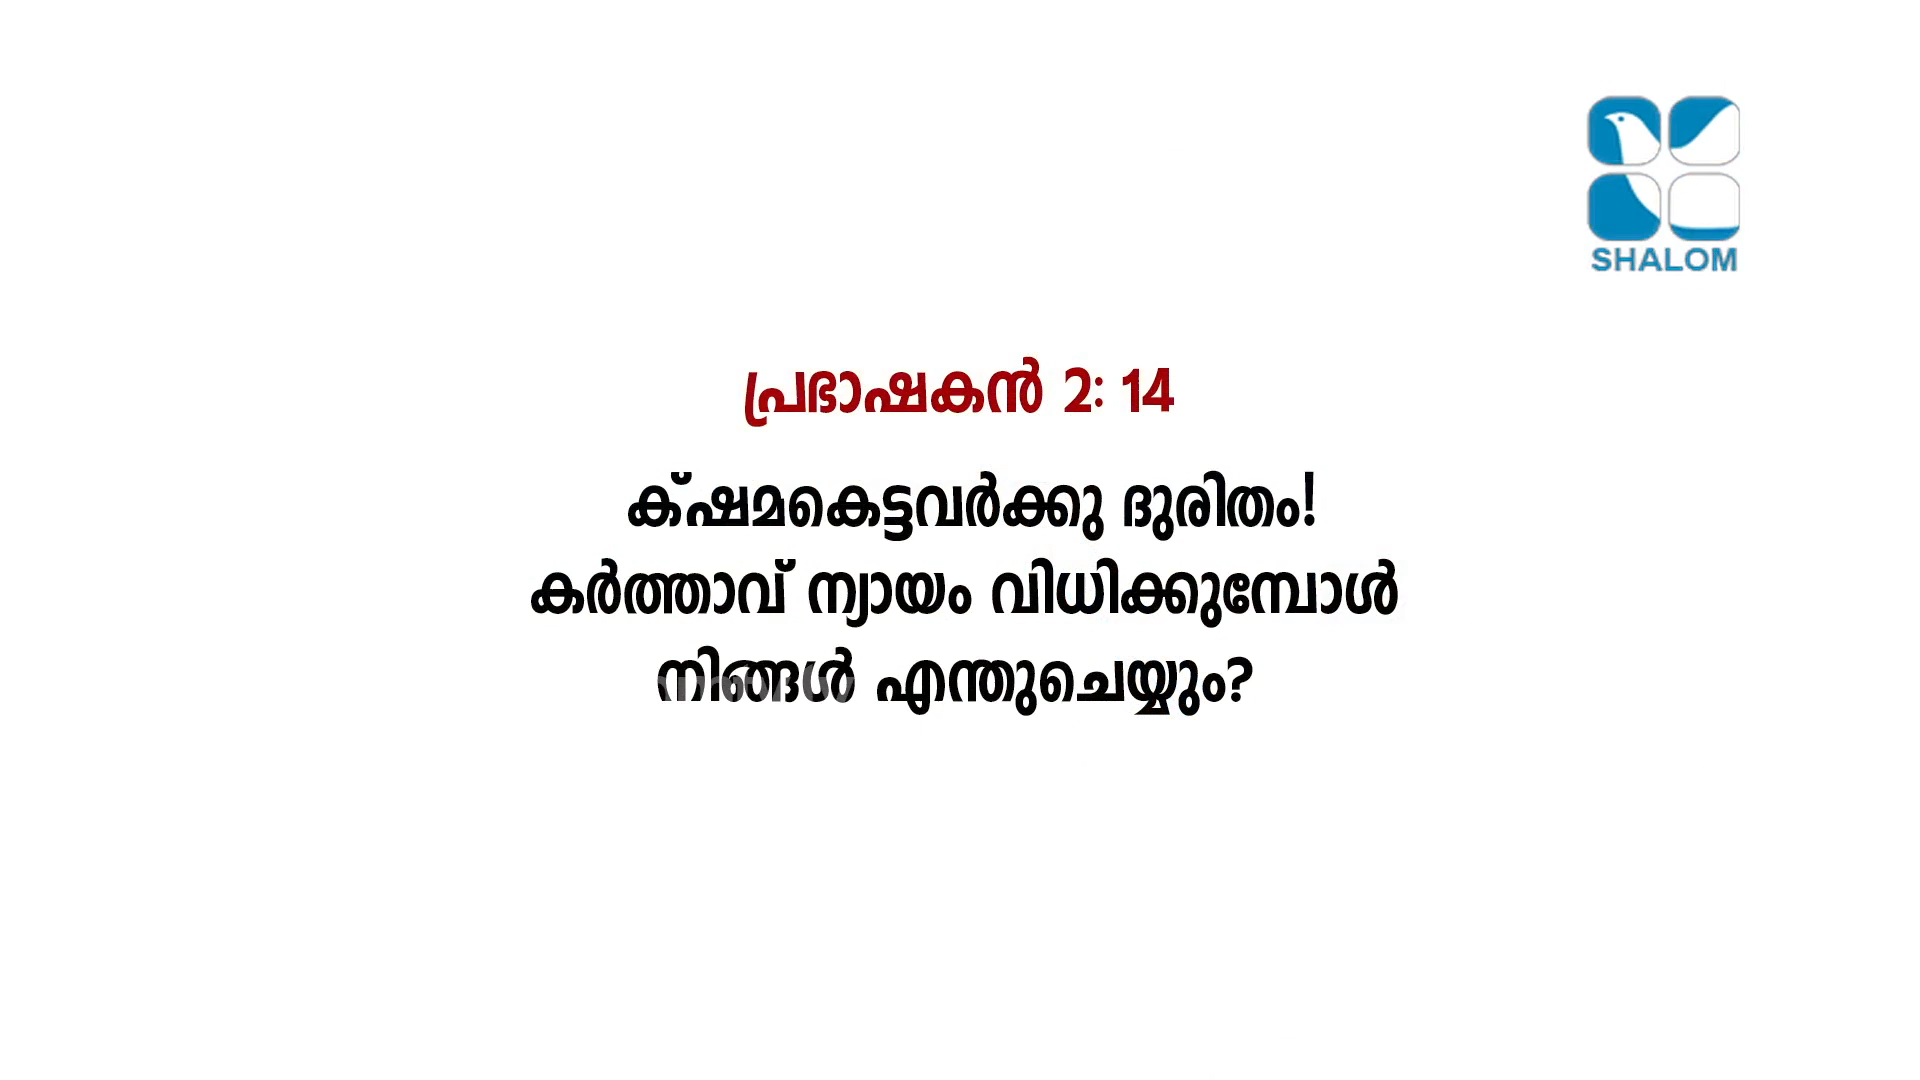 SHALOM
പ്രഭാഷകൻ 2: 14
ക്ഷമകെട്ടവർക്കു ദുരിതം!
കർത്താവ് ന്യായം വിധിക്കുമ്പോൾ
നിങ്ങൾ എന്തുചെയ്യും?